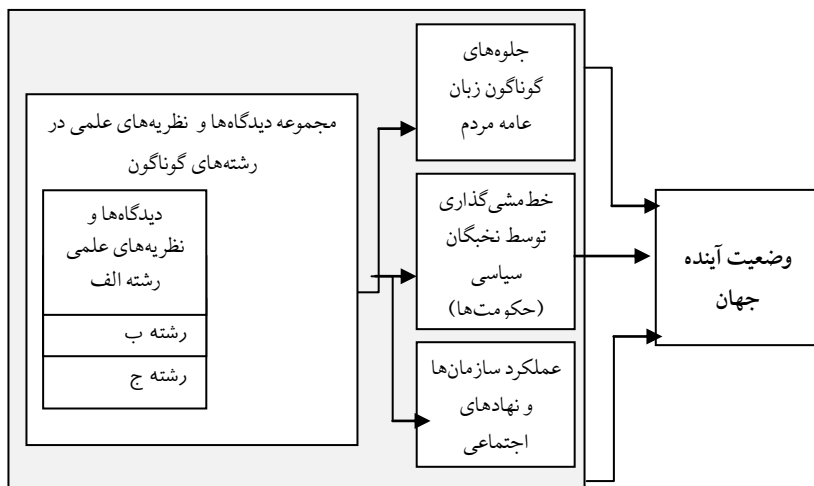 جلوه‌های
گوناگون زبان
عامه مردم
مجموعه دیدگاه‌ها و نظریه‌های علمی در
رشته‌های گوناگون
دیدگاه‌ها و
نظریه‌های علمی
رشته الف
رشته ب
رشته ج
خط‌مشی‌گذاری
توسط نخبگان
سیاسی
(حکومت‌ها)
عملکرد سازمان‌ها
و نهادهای
اجتماعی
وضعیت آینده
جهان